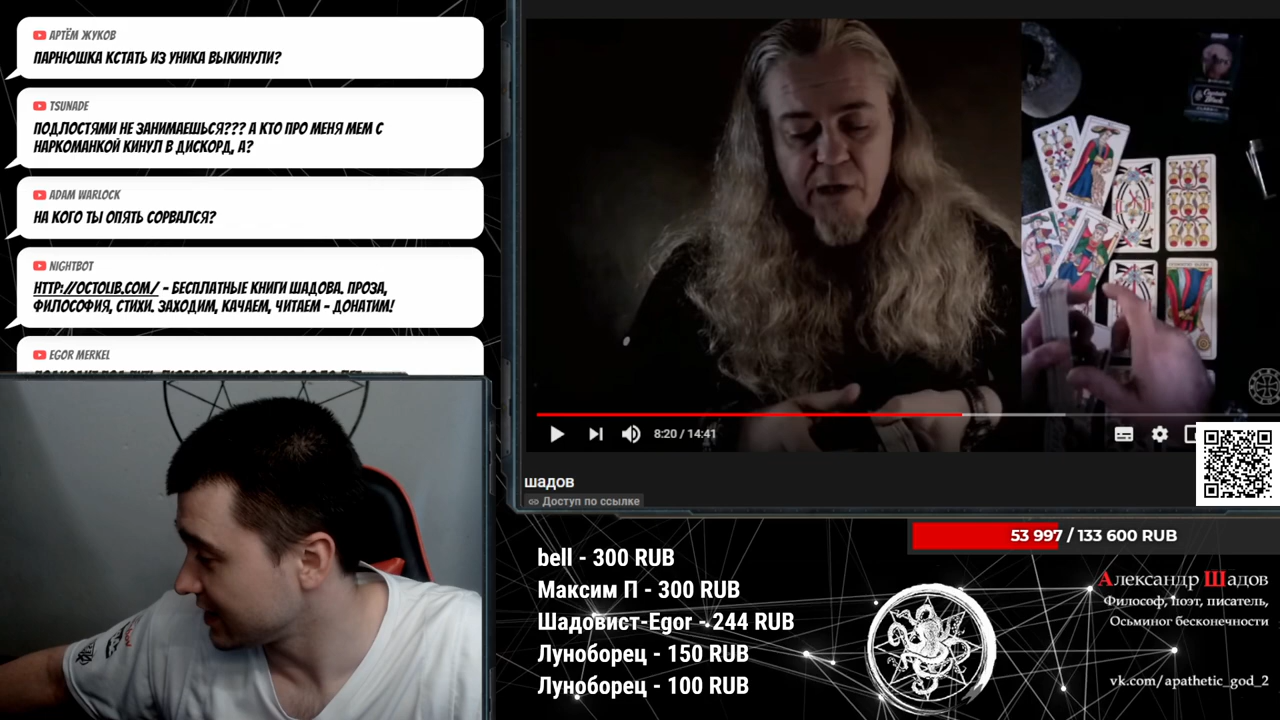 АРТЁМ ЖУКОВ
ПАРНЮШКА КСТАТЬ ИЗ УНИКА ВЫКИНУЛИ?
TSUNADE
ПОДЛОСТЯМИ НЕ ЗАНИМАЕШЬСЯ??? А КТО ПРО МЕНЯ МЕМ С
НАРКОМАНКОЙ КИНУЛ В ДИСКОРД, А?
ADAM WARLOCK
НА КОГО ТЫ ОПЯТЬ СОРВАЛСЯ?
NIGHTBOT
HTTP://OCTOLIB.COM/ - БЕСПЛАТНЫЕ КНИГИ ШАДОВА. ПРОЗА,
ФИЛОСОФИЯ, СТИХИ. ЗАХОДИМ, КАЧАЕМ, ЧИТАЕМ - ДОНАТИМ!
EGOR MERKEL
8:20 / 14:41
шадов
Доступ по ссылке
53 997 / 133 600 RUB
bell - 300 RUB
Максим П - 300 RUB
Шадовист-Egor - 244 RUB
Луноборец - 150 RUB
Луноборец - 100 RUB
Александр Шадов
Философ, поэт, писатель,
Осьминог бесконечности
vk.com/apathetic_god_2